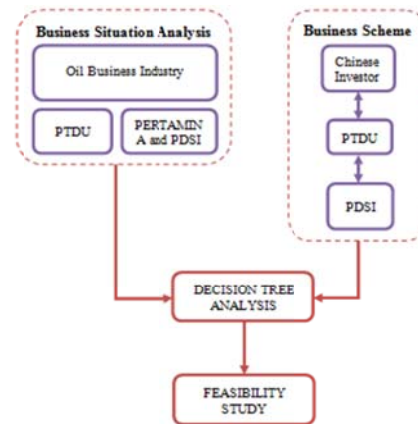 Business Situation Analysis
Oil Business Industry
PTDU
PERTAMIN
A and PDSI
Business Scheme
Chinese
Investor
PTDU
PDSI
DECISION TREE
ANALYSIS
FEASIBILITY
STUDY